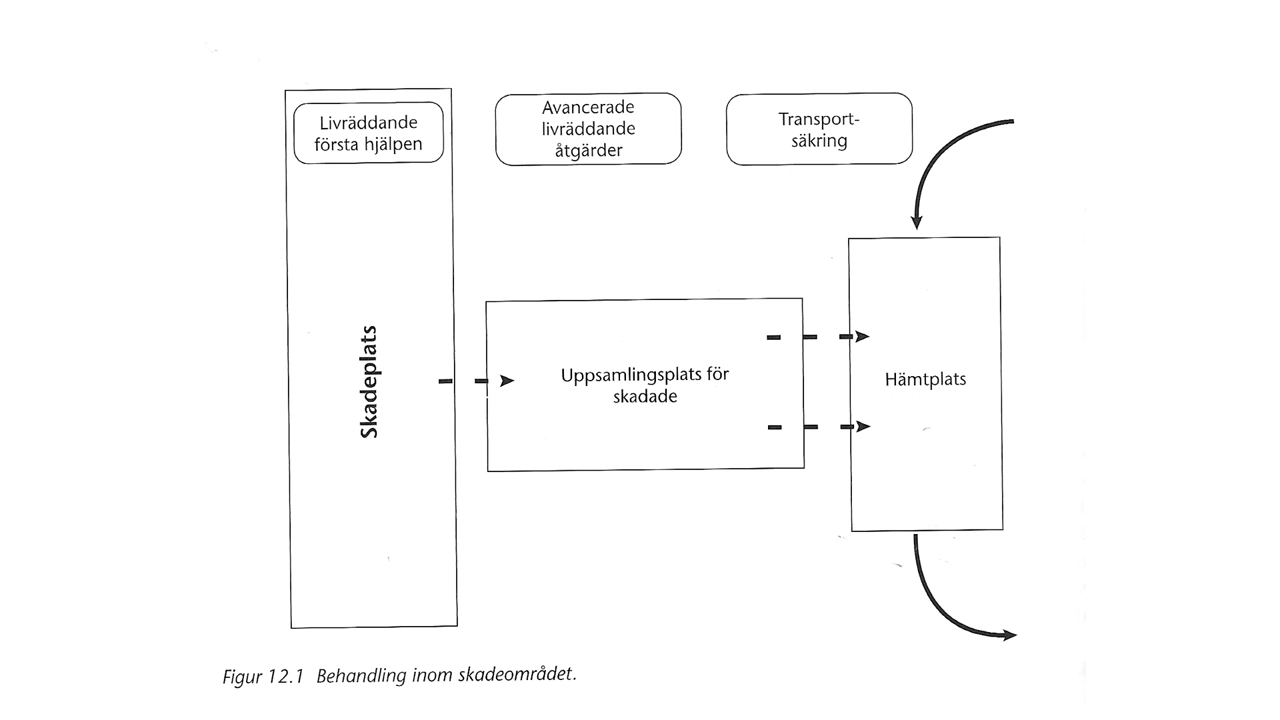 Livräddande
första hjälpen
Avancerade
livräddande
åtgärder
Transport-
säkring
Skadeplats
Uppsamlingsplats för
skadade
Hämtplats
Figur 12.1 Behandling inom skadeområdet.